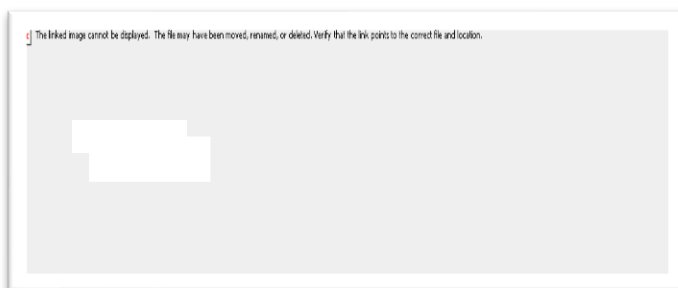 The linked image cannot be displayed. The file may have been moved, renamed, or deleted. Verify that the link points to the correct file and location.